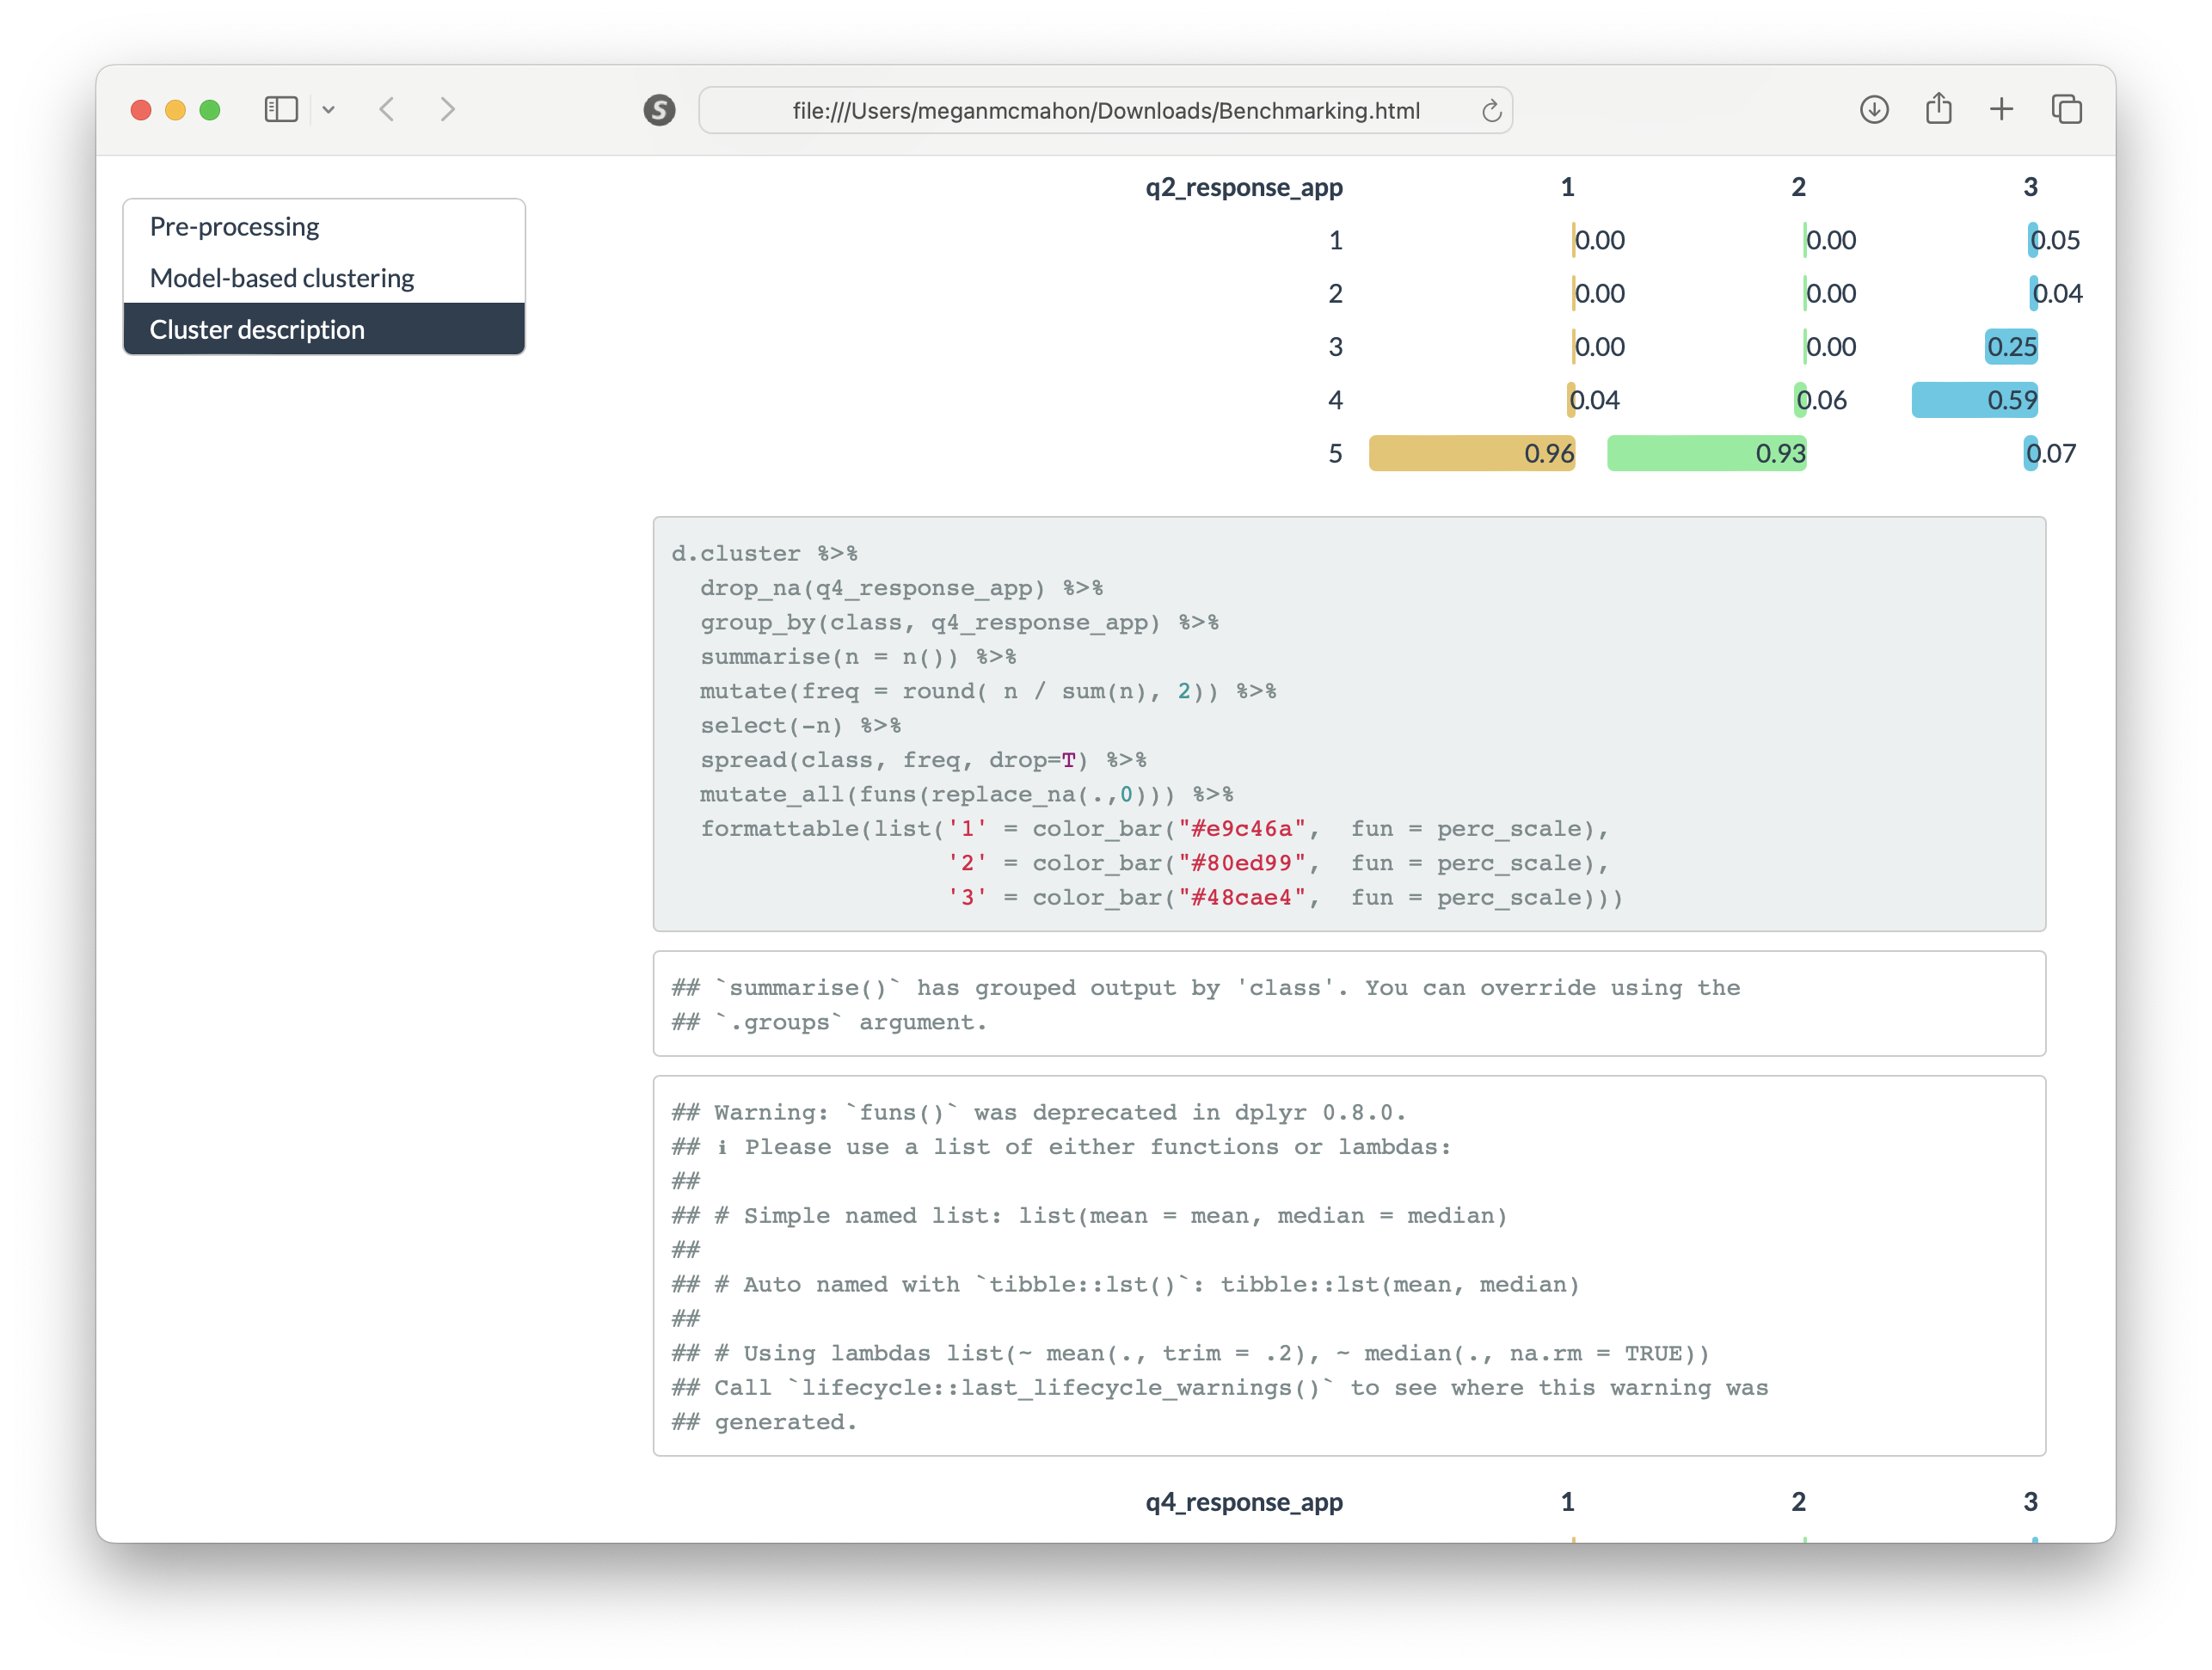 file:///Users/meganmcmahon/Downloads/Benchmarking.html
Pre-processing
Model-based clustering
Cluster description
q2_response_app 1 2 3
1 0.00 0.00 0.05
2 0.00 0.00 0.04
3 0.00 0.00 0.25
4 0.04 0.06 0.59
5 0.96 0.93 0.07
d.cluster %>%
  drop_na(q4_response_app) %>%
  group_by(class, q4_response_app) %>%
  summarise(n = n()) %>%
  mutate(freq = round( n / sum(n), 2)) %>%
  select(-n) %>%
  spread(class, freq, drop=T) %>%
  mutate_all(funs(replace_na(.,0))) %>%
  formattable(list('1' = color_bar("#e9c46a",  fun = perc_scale),
                   '2' = color_bar("#80ed99",  fun = perc_scale),
                   '3' = color_bar("#48cae4",  fun = perc_scale)))
## `summarise()` has grouped output by 'class'. You can override using the
## `.groups` argument.
## Warning: `funs()` was deprecated in dplyr 0.8.0.
## ℹ Please use a list of either functions or lambdas:
##
## # Simple named list: list(mean = mean, median = median)
##
## # Auto named with `tibble::lst()`: tibble::lst(mean, median)
##
## # Using lambdas list(~ mean(., trim = .2), ~ median(., na.rm = TRUE))
## Call `lifecycle::last_lifecycle_warnings()` to see where this warning was
## generated.
q4_response_app 1 2 3